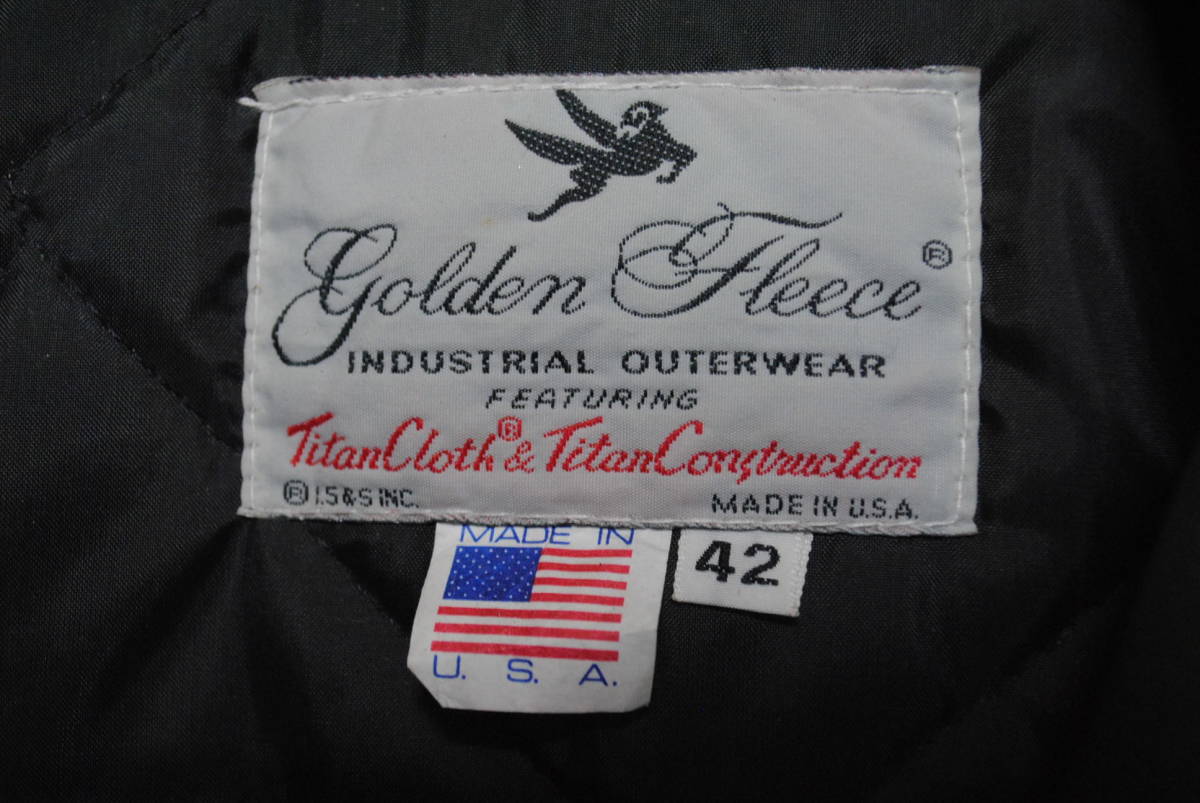 Golden Fleece ®
INDUSTRIAL OUTERWEAR
FEATURING
TitanCloth® & TitanConstruction
® I.S&S INC. MADE IN U.S.A.
MADE IN
U. S. A.
42